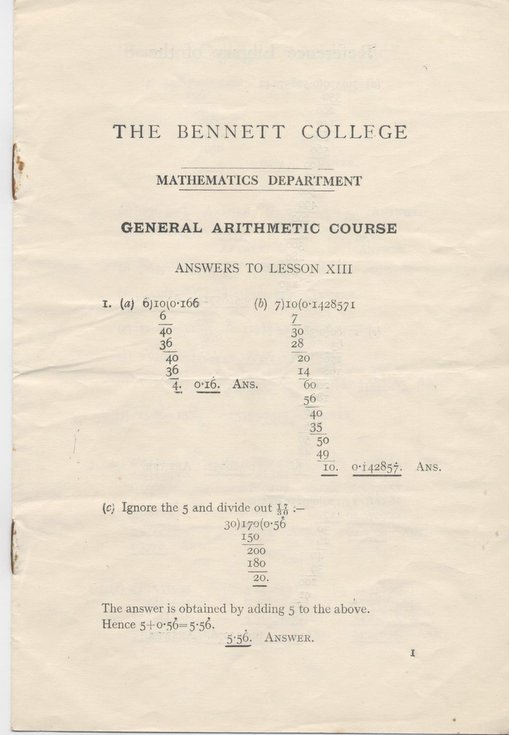 THE BENNETT COLLEGE
MATHEMATICS DEPARTMENT
GENERAL ARITHMETIC COURSE
ANSWERS TO LESSON XIII
1. (a) 6)10(0·166
6
40
36
40
36
4. 0·16̇. Ans.
(b) 7)10(0·1428571
7
30
28
20
14
60
56
40
35
50
49
10. 0·1̇42857̇. Ans.
(c) Ignore the 5 and divide out 17/30 :—
30)170(0·56̇
150
200
180
20.
The answer is obtained by adding 5 to the above.
Hence 5+0·56̇=5·56̇.
5·56̇. Answer.
1